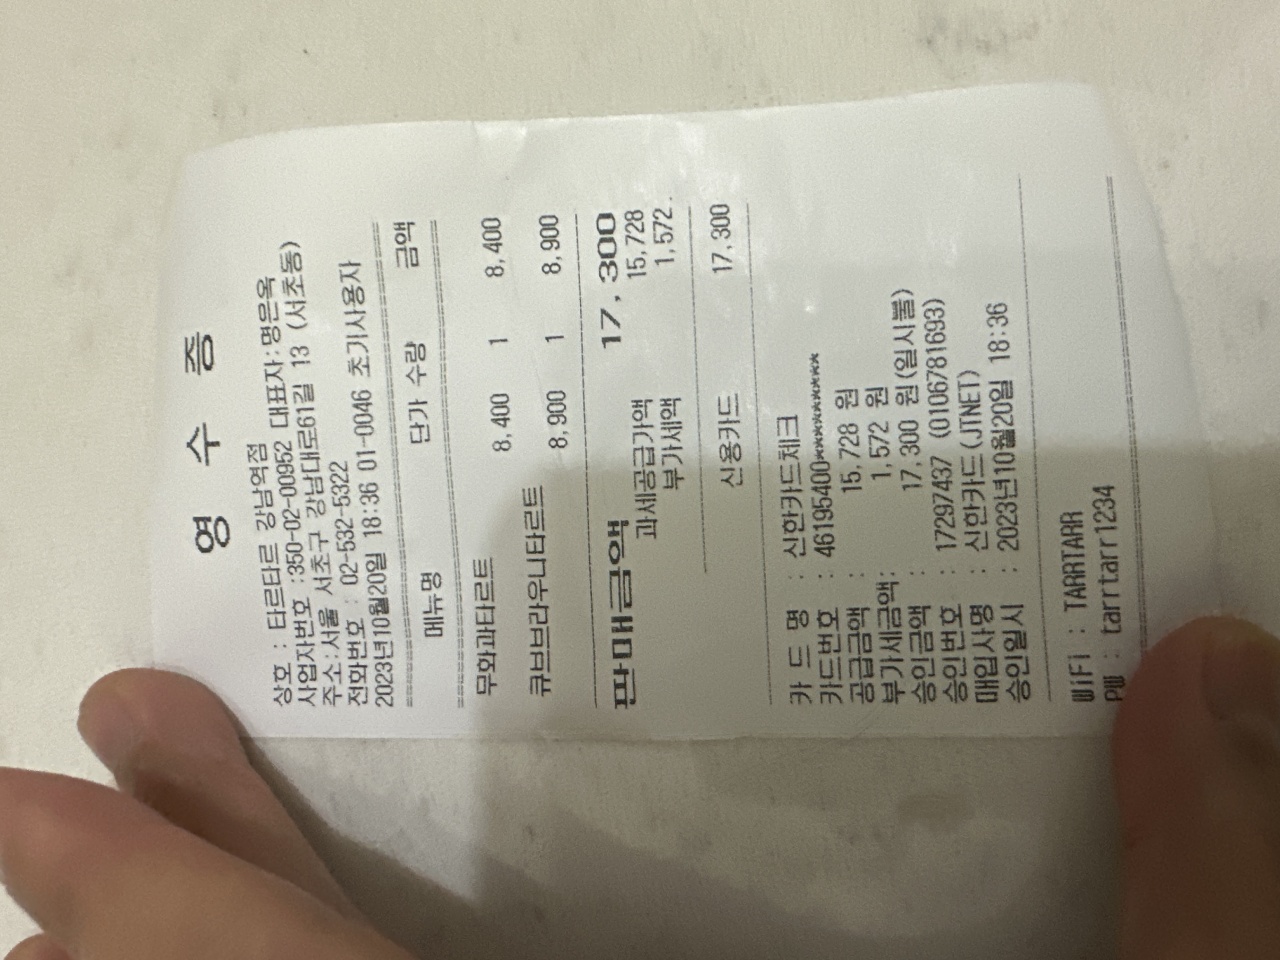 영 수 증
상호 : 타르타르 강남역점
사업자번호 :350-02-00952 대표자:명은옥
주소:서울 서초구 강남대로61길 13 (서초동)
전화번호 : 02-532-5322
2023년10월20일 18:36 01-0046 초기사용자
메뉴명 단가 수량 금액
무화과타르트 8,400 1 8,400
큐브브라우니타르트 8,900 1 8,900
판매금액 17,300
과세공급가액 15,728
부가세액 1,572
신용카드 17,300
카 드 명 : 신한카드체크
카드번호 : 46195400**********
공급금액 : 15,728 원
부가세금액: 1,572 원
승인금액 : 17,300 원(일시불)
승인번호 : 17297437 (0106781693)
매입사명 : 신한카드(JTNET)
승인일시 : 2023년10월20일 18:36
WiFi : TARRTARR
PW : tarrtarr1234